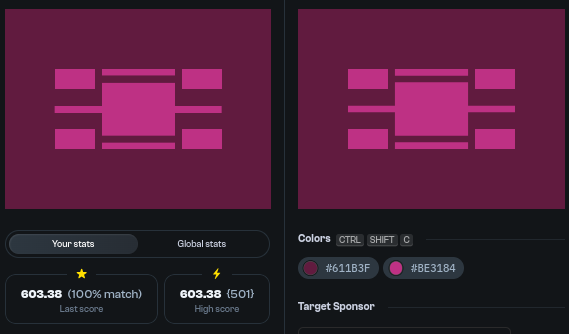 Your stats
Global stats
603.38 (100% match)
Last score
603.38 {501}
High score
Colors CTRL SHIFT C
#611B3F
#BE3184
Target Sponsor